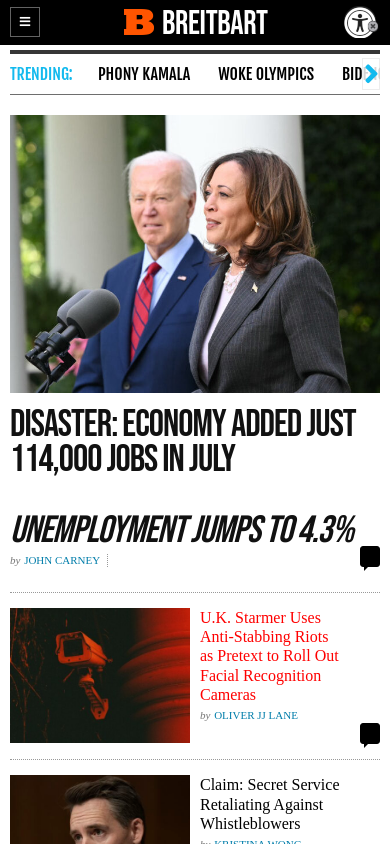 BREITBART
TRENDING: PHONY KAMALA WOKE OLYMPICS BID
DISASTER: ECONOMY ADDED JUST
114,000 JOBS IN JULY
UNEMPLOYMENT JUMPS TO 4.3%
by JOHN CARNEY
U.K. Starmer Uses
Anti-Stabbing Riots
as Pretext to Roll Out
Facial Recognition
Cameras
by OLIVER JJ LANE
Claim: Secret Service
Retaliating Against
Whistleblowers
by KRISTINA WONG